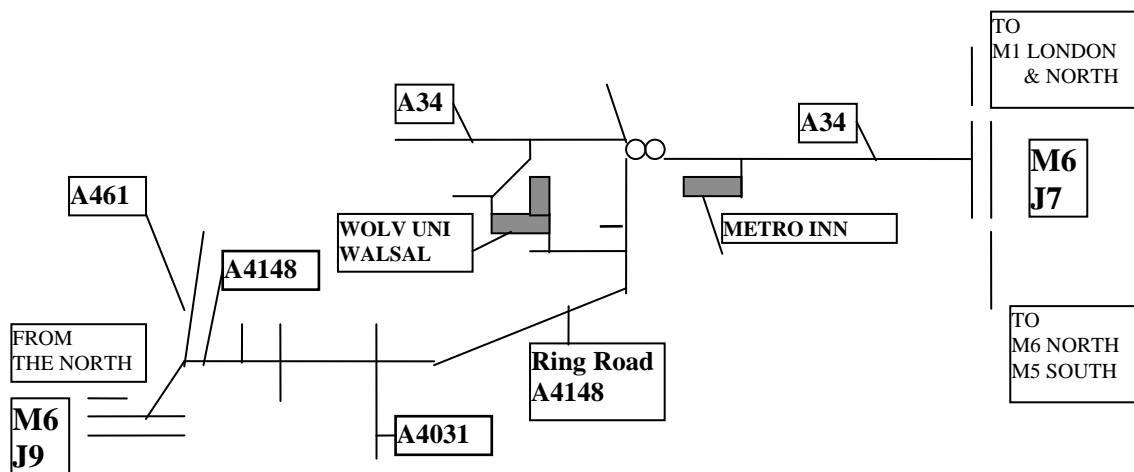 TO
M1 LONDON
& NORTH
A34
A34
M6
J7
A461
WOLV UNI
WALSAL
METRO INN
A4148
FROM
THE NORTH
TO
M6 NORTH
M5 SOUTH
Ring Road
A4148
M6
J9
A4031